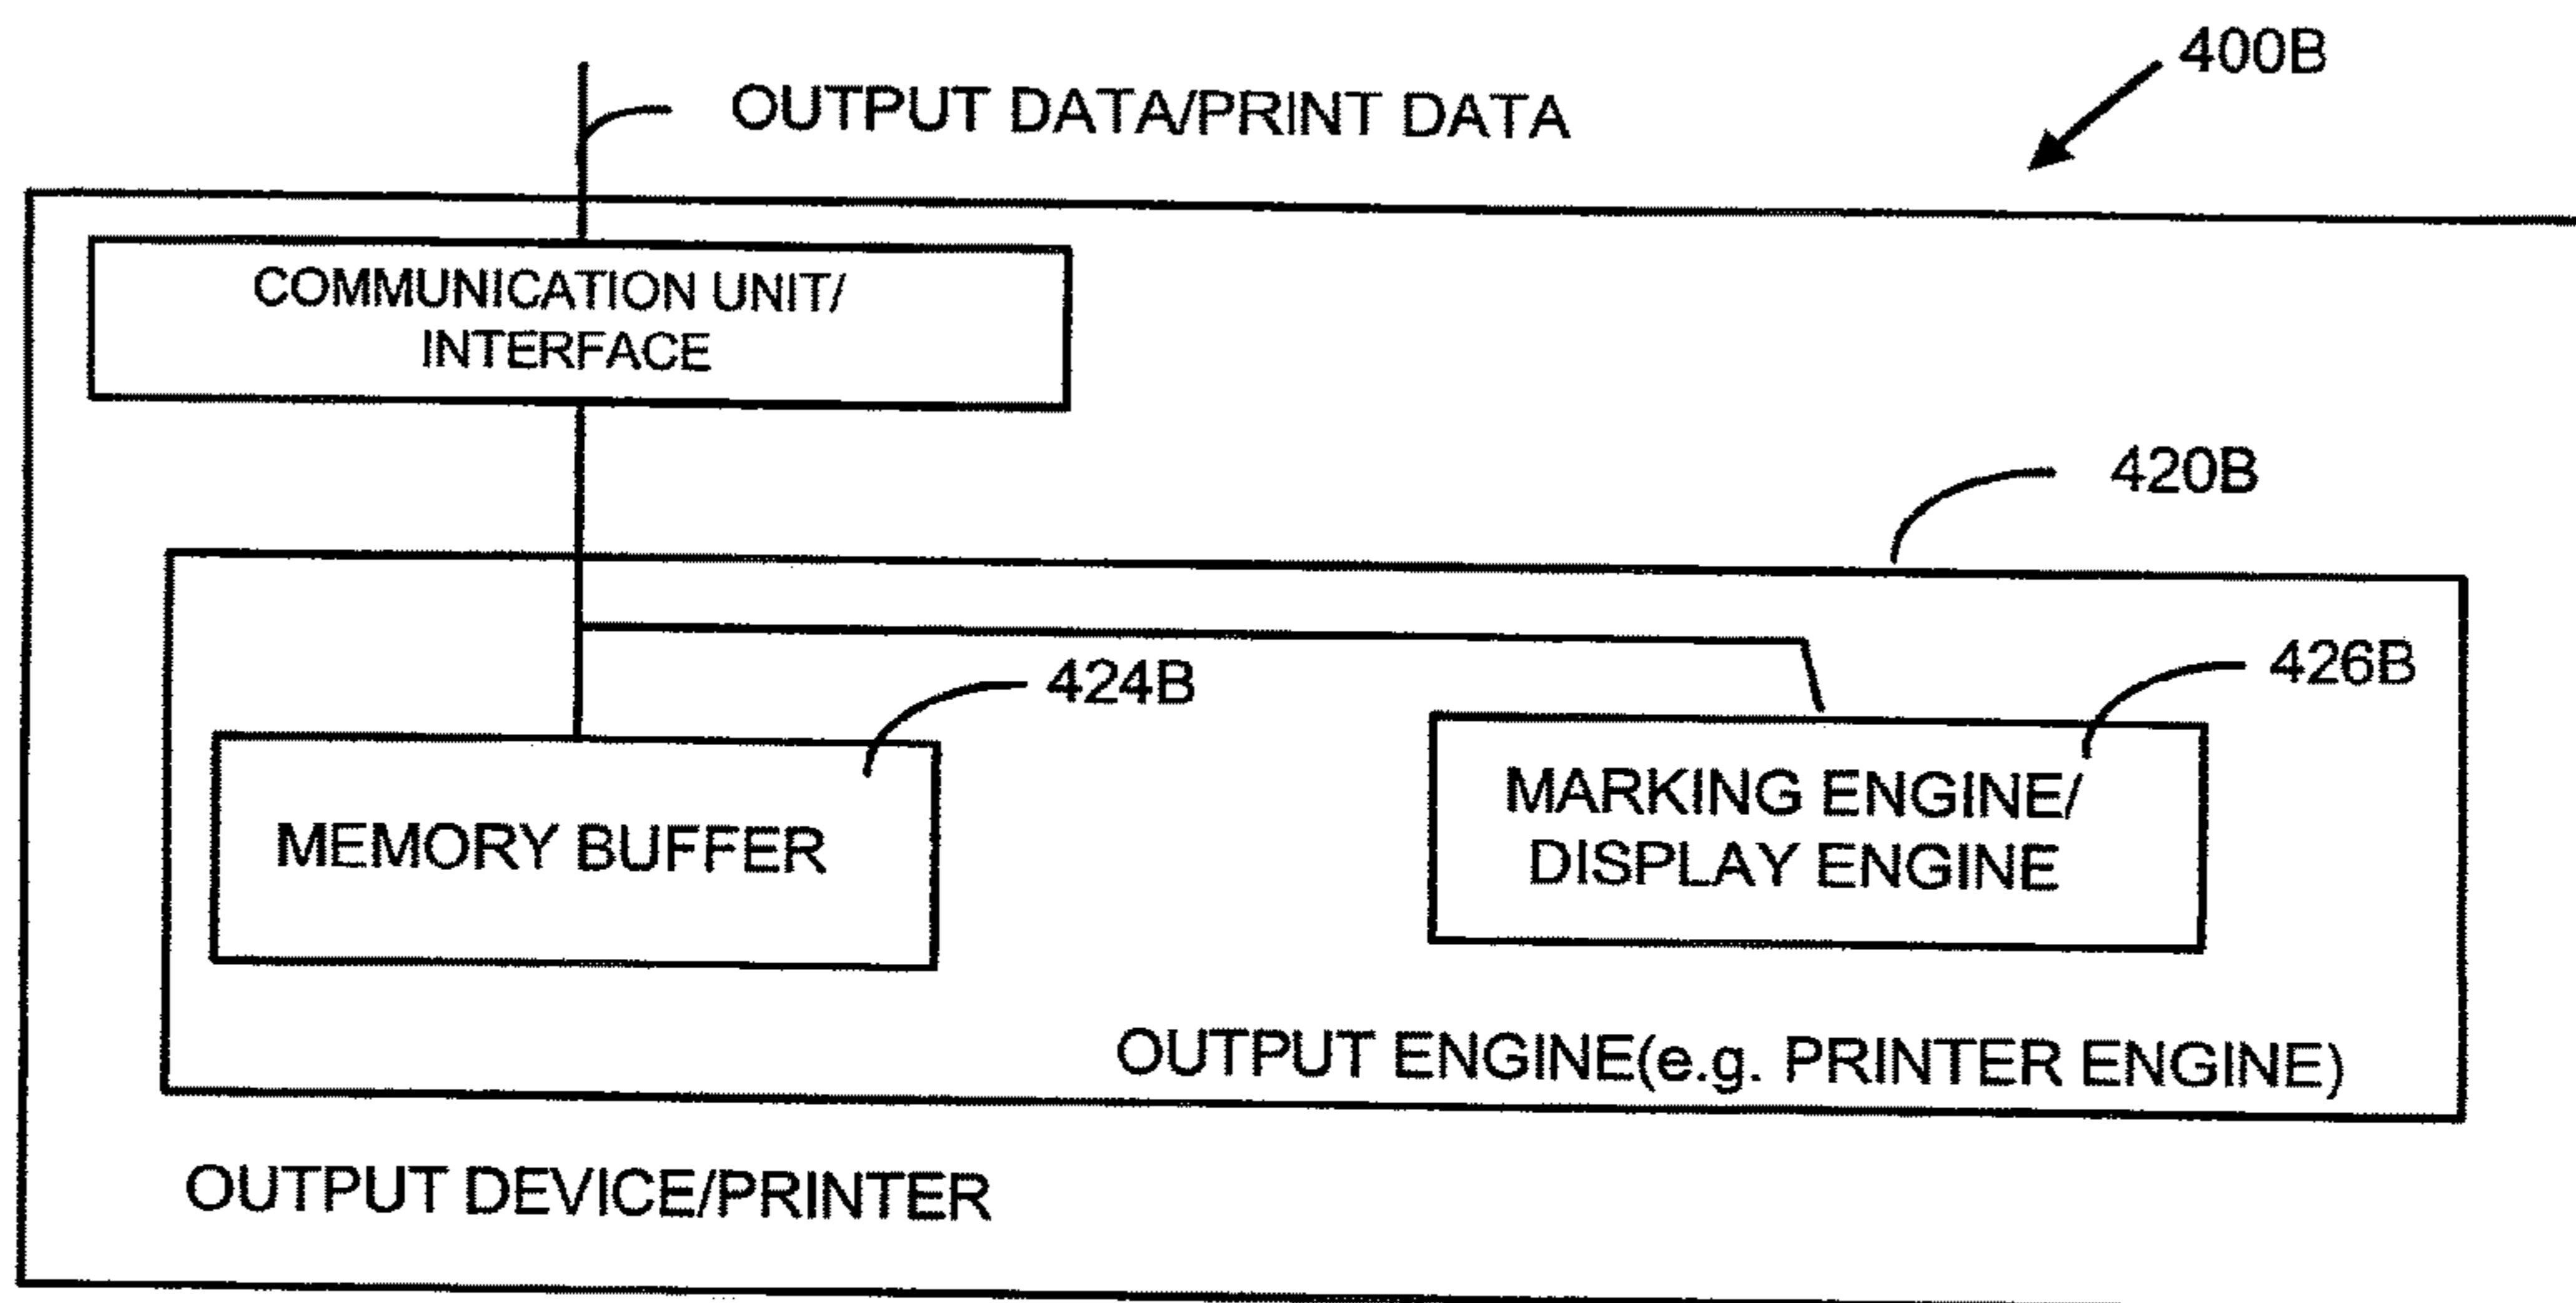 400B
OUTPUT DATA/PRINT DATA
COMMUNICATION UNIT/
INTERFACE
420B
424B
426B
MEMORY BUFFER
MARKING ENGINE/
DISPLAY ENGINE
OUTPUT ENGINE(e.g. PRINTER ENGINE)
OUTPUT DEVICE/PRINTER